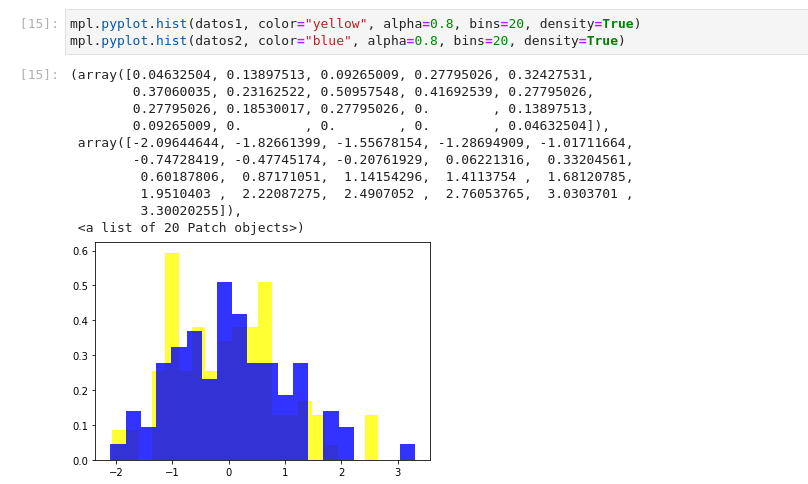 [15]: mpl.pyplot.hist(datos1, color="yellow", alpha=0.8, bins=20, density=True)
mpl.pyplot.hist(datos2, color="blue", alpha=0.8, bins=20, density=True)
[15]: (array([0.04632504, 0.13897513, 0.09265009, 0.27795026, 0.32427531,
0.37060035, 0.23162522, 0.50957548, 0.41692539, 0.27795026,
0.27795026, 0.18530017, 0.27795026, 0.        , 0.13897513,
0.09265009, 0.        , 0.        , 0.        , 0.04632504]),
array([-2.09644644, -1.82661399, -1.55678154, -1.28694909, -1.01711664,
-0.74728419, -0.47745174, -0.20761929,  0.06221316,  0.33204561,
0.60187806,  0.87171051,  1.14154296,  1.4113754 ,  1.68120785,
1.9510403 ,  2.22087275,  2.4907052 ,  2.76053765,  3.0303701 ,
3.30020255]),
<a list of 20 Patch objects>)
0.6
0.5
0.4
0.3
0.2
0.1
0.0
−2 −1 0 1 2 3